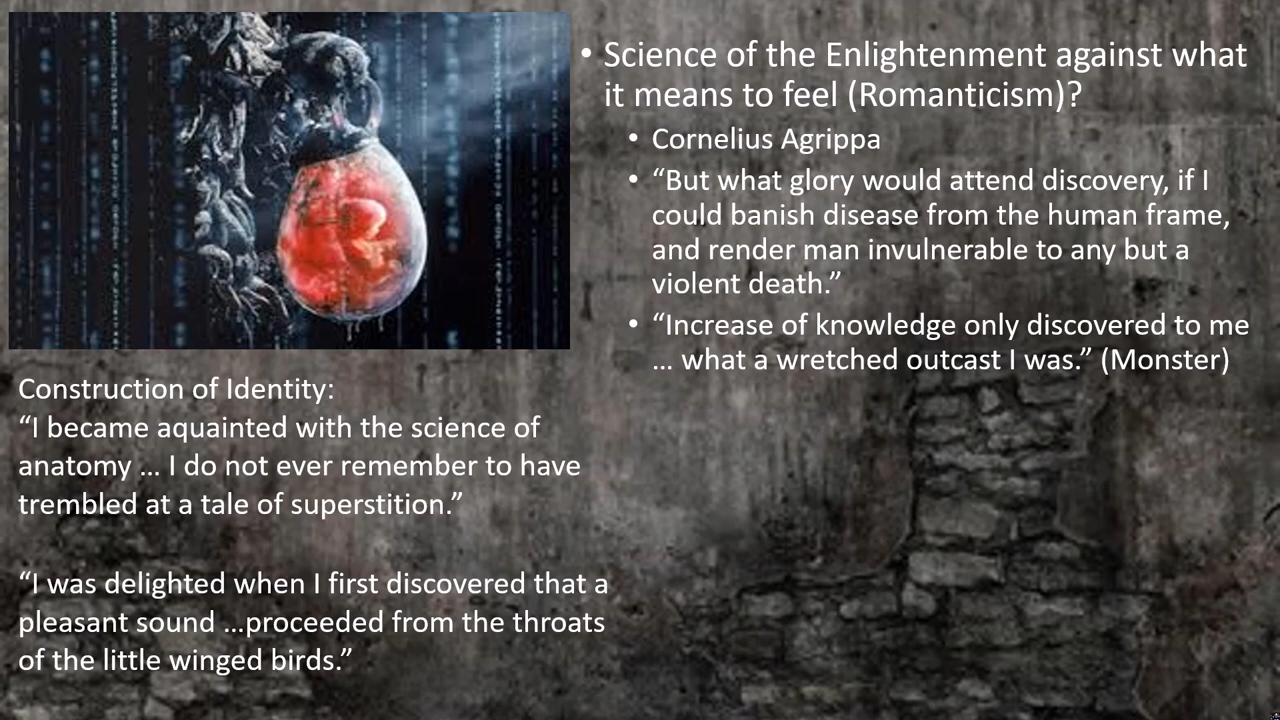 • Science of the Enlightenment against what
it means to feel (Romanticism)?
• Cornelius Agrippa
• “But what glory would attend discovery, if I
could banish disease from the human frame,
and render man invulnerable to any but a
violent death.”
• “Increase of knowledge only discovered to me
… what a wretched outcast I was.” (Monster)
Construction of Identity:
“I became aquainted with the science of
anatomy … I do not ever remember to have
trembled at a tale of superstition.”
“I was delighted when I first discovered that a
pleasant sound …proceeded from the throats
of the little winged birds.”